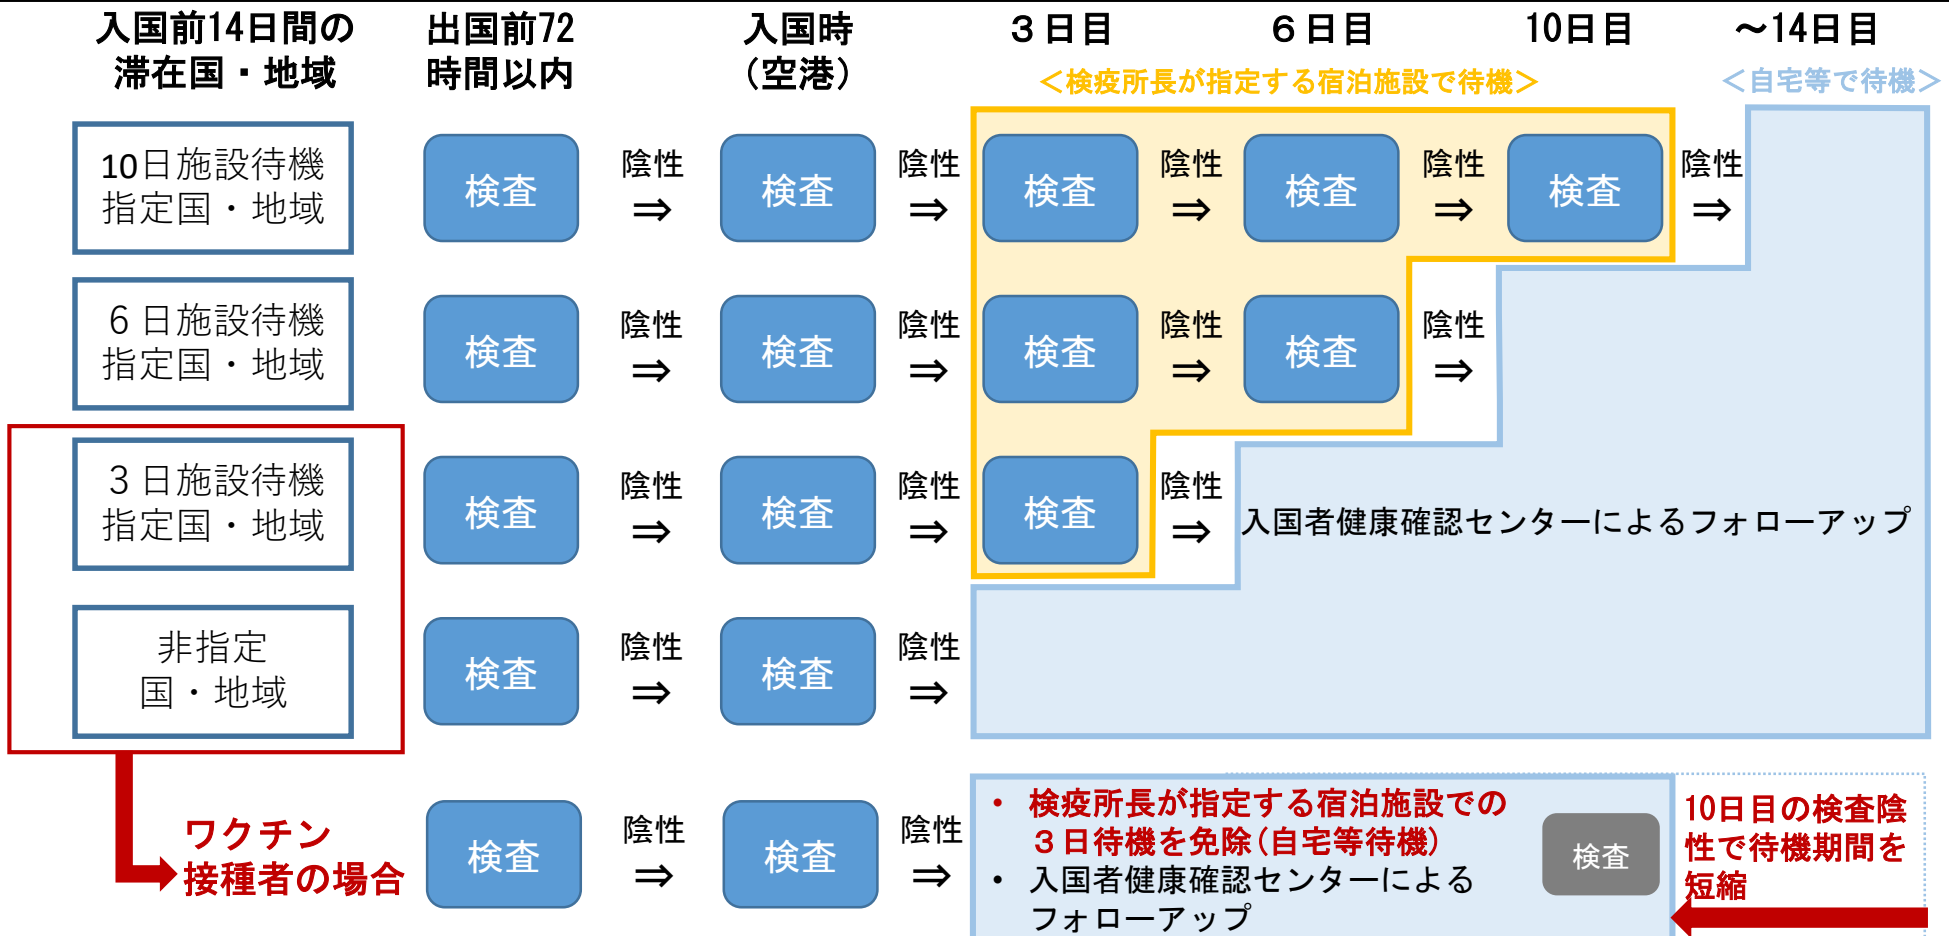 入国前14日間の
滞在国・地域
出国前72
時間以内
入国時
（空港）
３日目
６日目
10日目
～14日目
＜検疫所長が指定する宿泊施設で待機＞
＜自宅等で待機＞
10日施設待機
指定国・地域
検査
陰性
⇒
検査
陰性
⇒
検査
陰性
⇒
検査
陰性
⇒
検査
陰性
⇒
６日施設待機
指定国・地域
検査
陰性
⇒
検査
陰性
⇒
検査
陰性
⇒
検査
陰性
⇒
３日施設待機
指定国・地域
検査
陰性
⇒
検査
陰性
⇒
検査
陰性
⇒
入国者健康確認センターによるフォローアップ
非指定
国・地域
検査
陰性
⇒
検査
陰性
⇒
ワクチン
接種者の場合
検査
陰性
⇒
検査
陰性
⇒
• 検疫所長が指定する宿泊施設での
３日待機を免除（自宅等待機）
• 入国者健康確認センターによる
フォローアップ
検査
10日目の検査陰
性で待機期間を
短縮